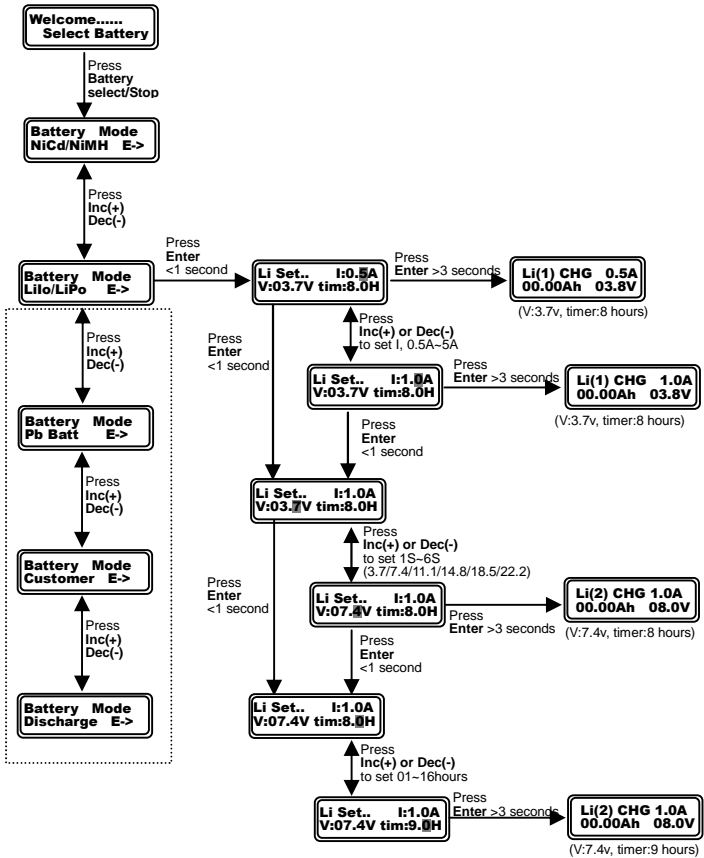 Welcome......
Select Battery
Press
Battery
select/Stop
Battery Mode
NiCd/NiMH E->
Press
Inc(+)
Dec(-)
Battery Mode
LiIo/LiPo E->
Press
Enter
<1 second
Li Set.. I:0.5A
V:03.7V tim:8.0H
Press
Enter >3 seconds
Li(1) CHG 0.5A
00.00Ah 03.8V
(V:3.7v, timer:8 hours)
Press
Inc(+)
Dec(-)
Press
Enter
<1 second
Press
Inc(+) or Dec(-)
to set I, 0.5A~5A
Li Set.. I:1.0A
V:03.7V tim:8.0H
Press
Enter >3 seconds
Li(1) CHG 1.0A
00.00Ah 03.8V
(V:3.7v, timer:8 hours)
Battery Mode
Pb Batt E->
Press
Enter
<1 second
Press
Inc(+)
Dec(-)
Li Set.. I:1.0A
V:03.7V tim:8.0H
Press
Inc(+) or Dec(-)
to set 1S~6S
(3.7/7.4/11.1/14.8/18.5/22.2)
Battery Mode
Customer E->
Press
Enter
<1 second
Li Set.. I:1.0A
V:07.4V tim:8.0H
Press
Enter >3 seconds
Li(2) CHG 1.0A
00.00Ah 08.0V
(V:7.4v, timer:8 hours)
Press
Inc(+)
Dec(-)
Press
Enter
<1 second
Battery Mode
Discharge E->
Li Set.. I:1.0A
V:07.4V tim:8.0H
Press
Inc(+) or Dec(-)
to set 01~16hours
Li Set.. I:1.0A
V:07.4V tim:9.0H
Press
Enter >3 seconds
Li(2) CHG 1.0A
00.00Ah 08.0V
(V:7.4v, timer:9 hours)